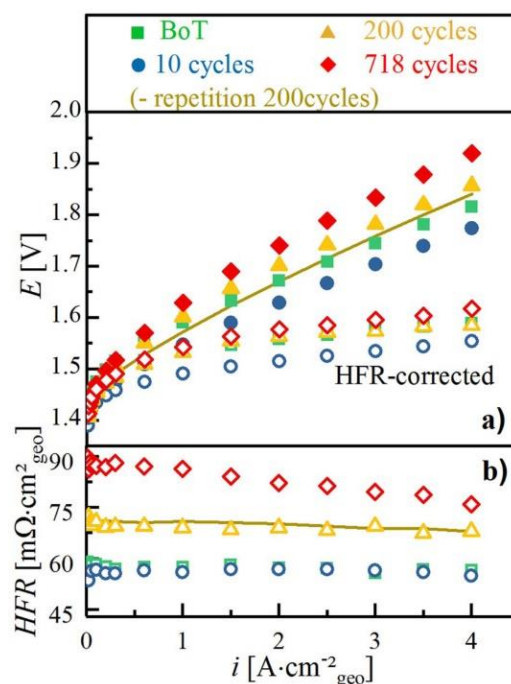 BoT
200 cycles
10 cycles
718 cycles
(- repetition 200cycles)
2.0
1.9
1.8
1.7
1.6
1.5
1.4
E [V]
HFR-corrected
a)
b)
90
75
60
45
HFR [mΩ·cm²geo]
0
1
2
3
4
i [A·cm⁻²geo]